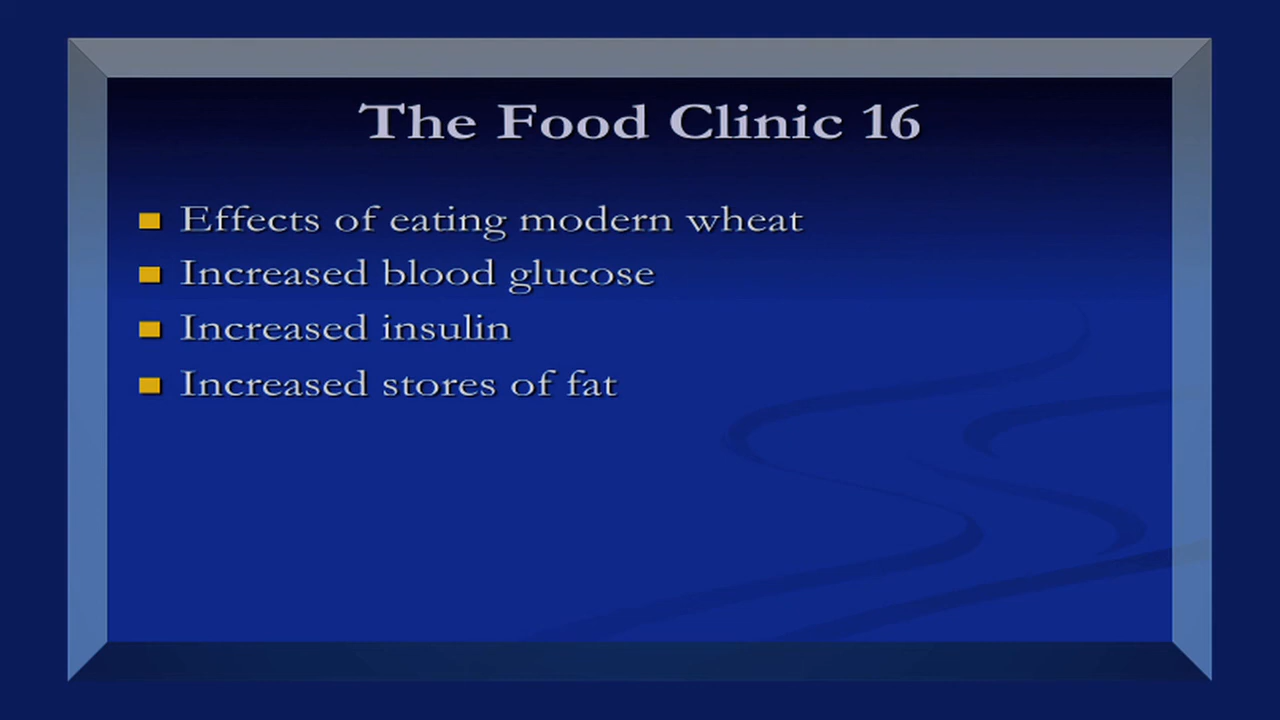 The Food Clinic 16
Effects of eating modern wheat
Increased blood glucose
Increased insulin
Increased stores of fat